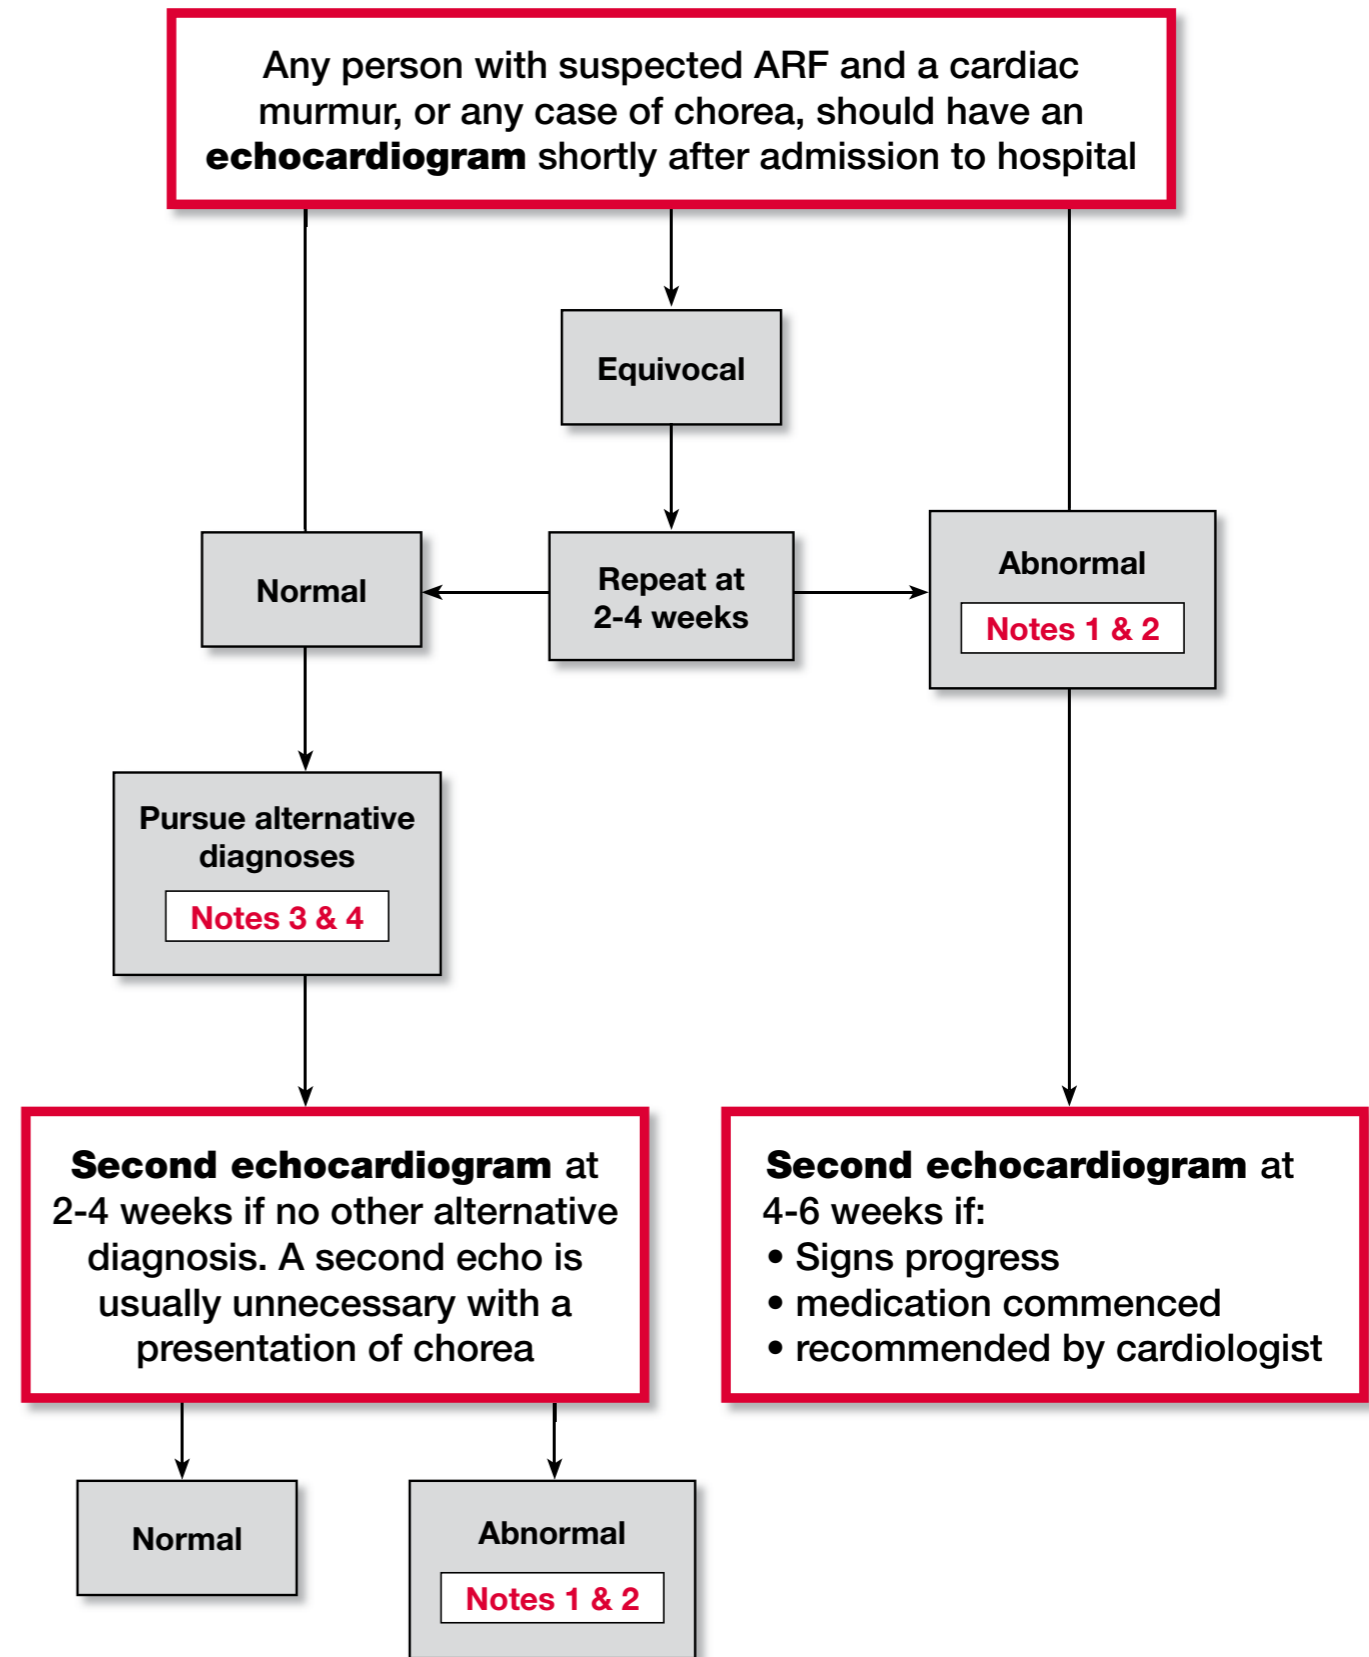 Any person with suspected ARF and a cardiac
murmur, or any case of chorea, should have an
echocardiogram shortly after admission to hospital
Equivocal
Normal
Repeat at
2-4 weeks
Abnormal
Notes 1 & 2
Pursue alternative
diagnoses
Notes 3 & 4
Second echocardiogram at
2-4 weeks if no other alternative
diagnosis. A second echo is
usually unnecessary with a
presentation of chorea
Second echocardiogram at
4-6 weeks if:
• Signs progress
• medication commenced
• recommended by cardiologist
Normal
Abnormal
Notes 1 & 2